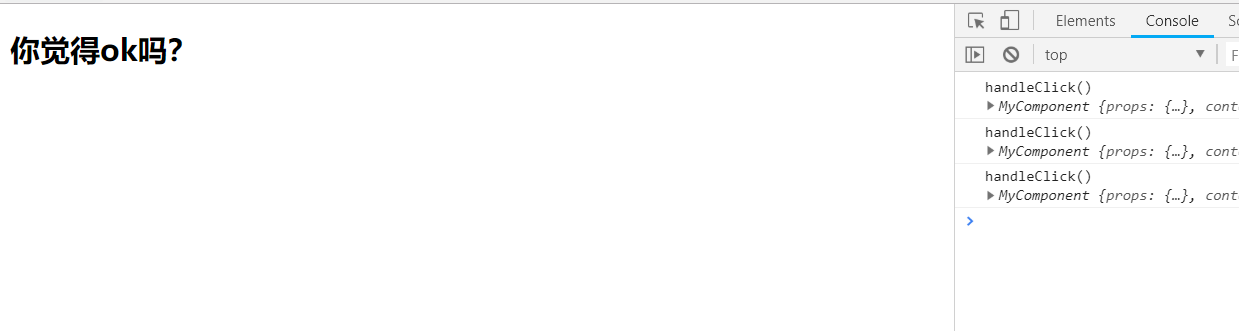 你觉得ok吗?
Elements Console
top
handleClick()
MyComponent {props: {…}, cont
handleClick()
MyComponent {props: {…}, cont
handleClick()
MyComponent {props: {…}, cont